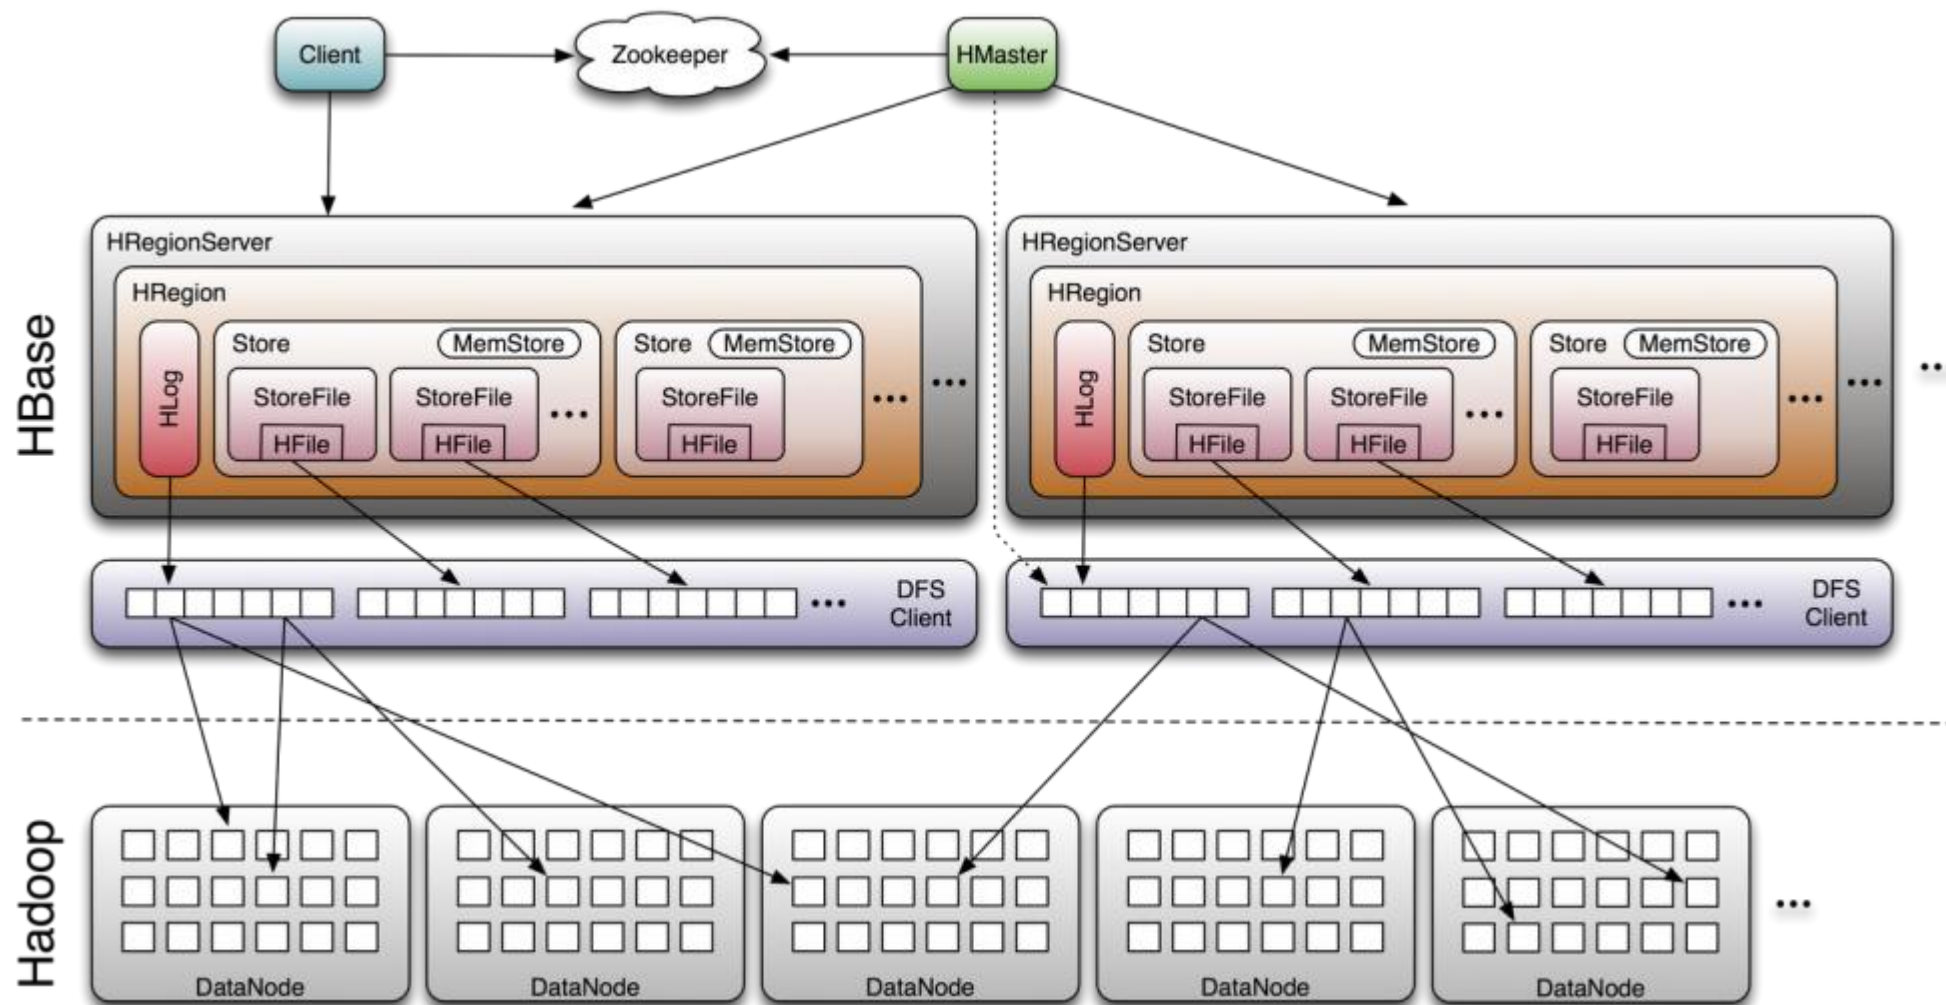 Client
Zookeeper
HMaster
HBase
HRegionServer
HRegion
HLog
Store
MemStore
StoreFile
HFile
StoreFile
HFile
...
Store
MemStore
StoreFile
HFile
...
...
HRegionServer
HRegion
HLog
Store
MemStore
StoreFile
HFile
StoreFile
HFile
...
Store
MemStore
StoreFile
HFile
...
...
...
...
DFS
Client
...
DFS
Client
Hadoop
DataNode
DataNode
DataNode
DataNode
DataNode
...